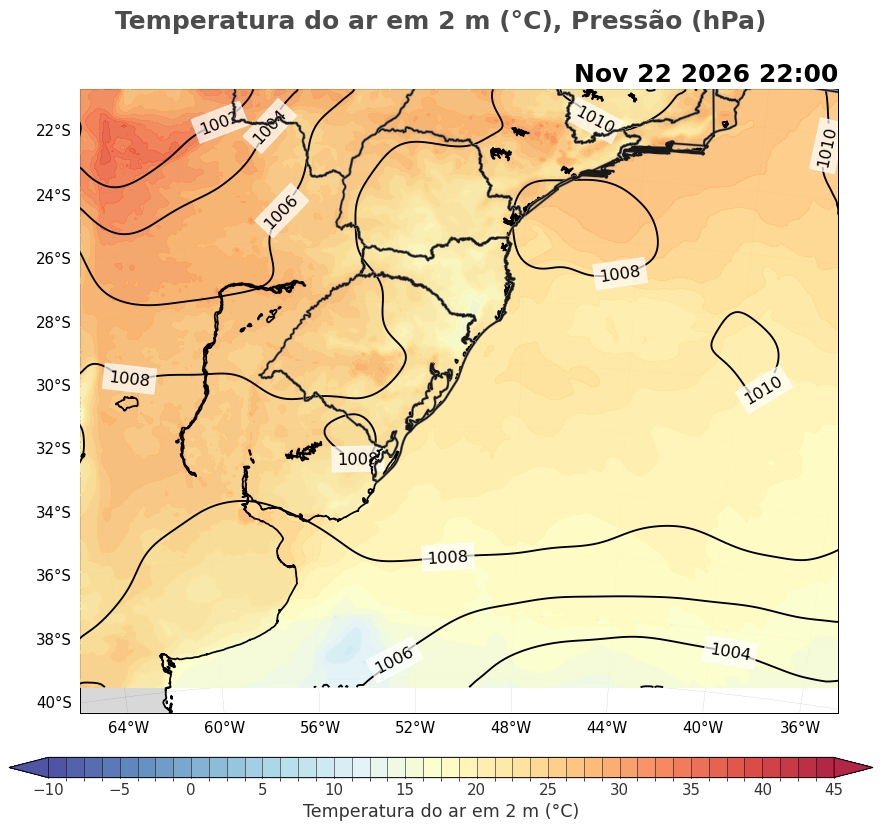 Temperatura do ar em 2 m (°C), Pressão (hPa)
Nov 22 2026 22:00
1004
1010
1010
22°S
24°S
1006
26°S
1008
28°S
1008
1010
30°S
1008
32°S
34°S
1008
36°S
38°S
1006
1004
40°S
64°W 60°W 56°W 52°W 48°W 44°W 40°W 36°W
−10 −5 0 5 10 15 20 25 30 35 40 45
Temperatura do ar em 2 m (°C)